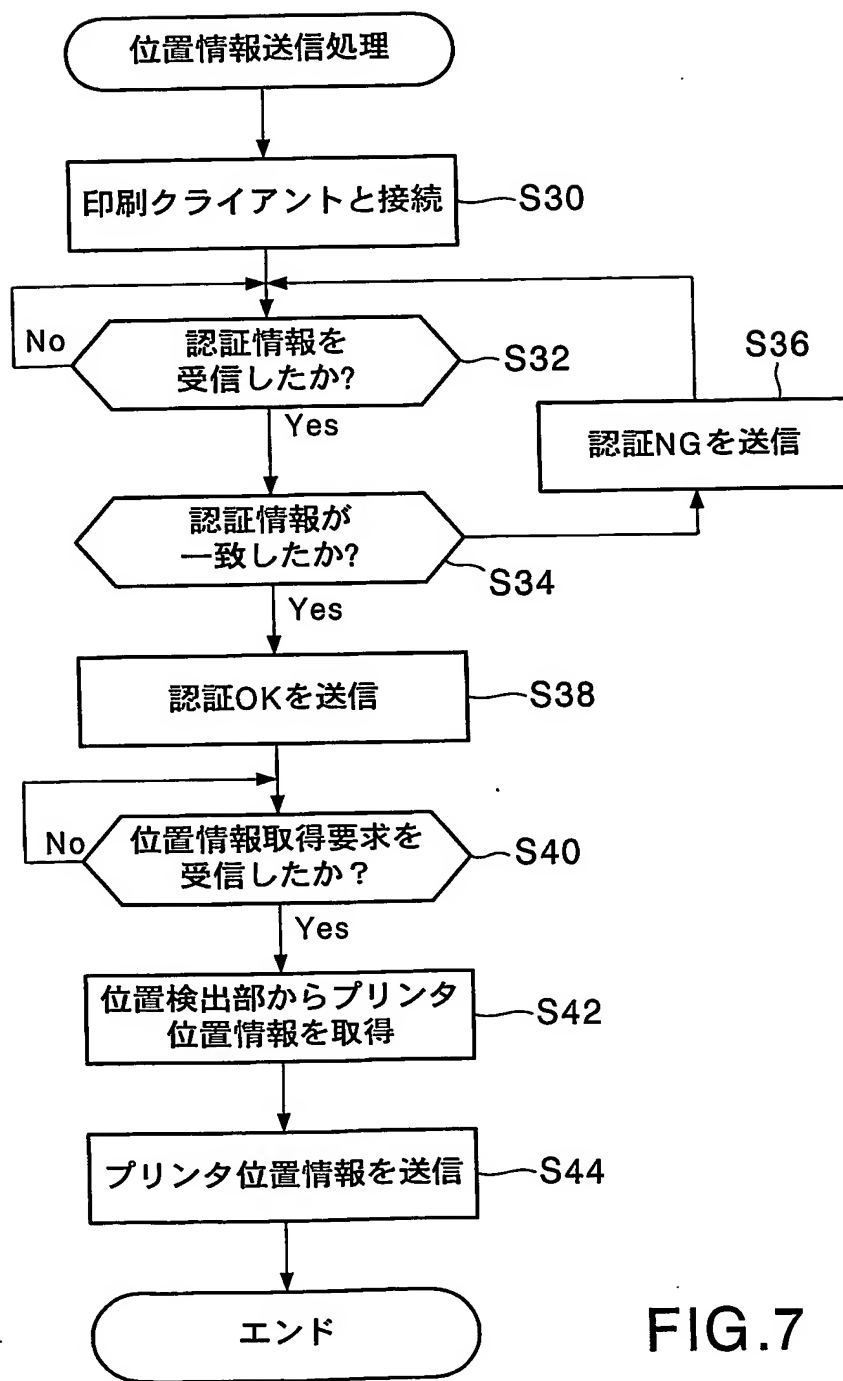 位置情報送信処理
印刷クライアントと接続
S30
No
認証情報を
受信したか?
S32
S36
Yes
認証NGを送信
認証情報が
一致したか?
S34
Yes
認証OKを送信
S38
No
位置情報取得要求を
受信したか？
S40
Yes
位置検出部からプリンタ
位置情報を取得
S42
プリンタ位置情報を送信
S44
エンド
FIG.7